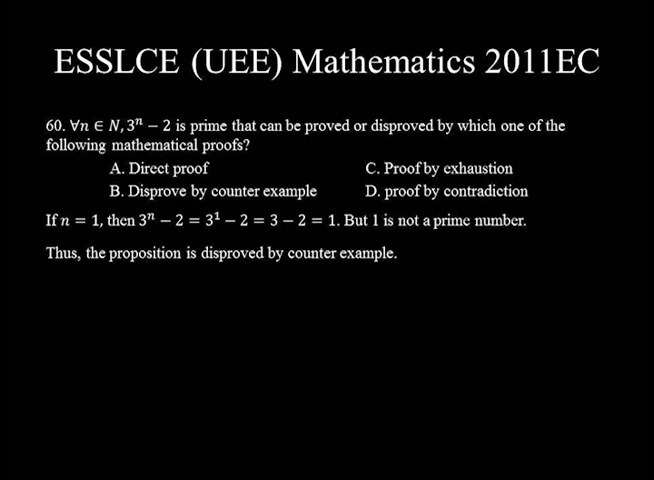 ESSLCE (UEE) Mathematics 2011EC
60. ∀n ∈ N, 3ⁿ − 2 is prime that can be proved or disproved by which one of the
following mathematical proofs?
A. Direct proof
C. Proof by exhaustion
B. Disprove by counter example
D. proof by contradiction
If n = 1, then 3ⁿ − 2 = 3¹ − 2 = 3 − 2 = 1. But 1 is not a prime number.
Thus, the proposition is disproved by counter example.